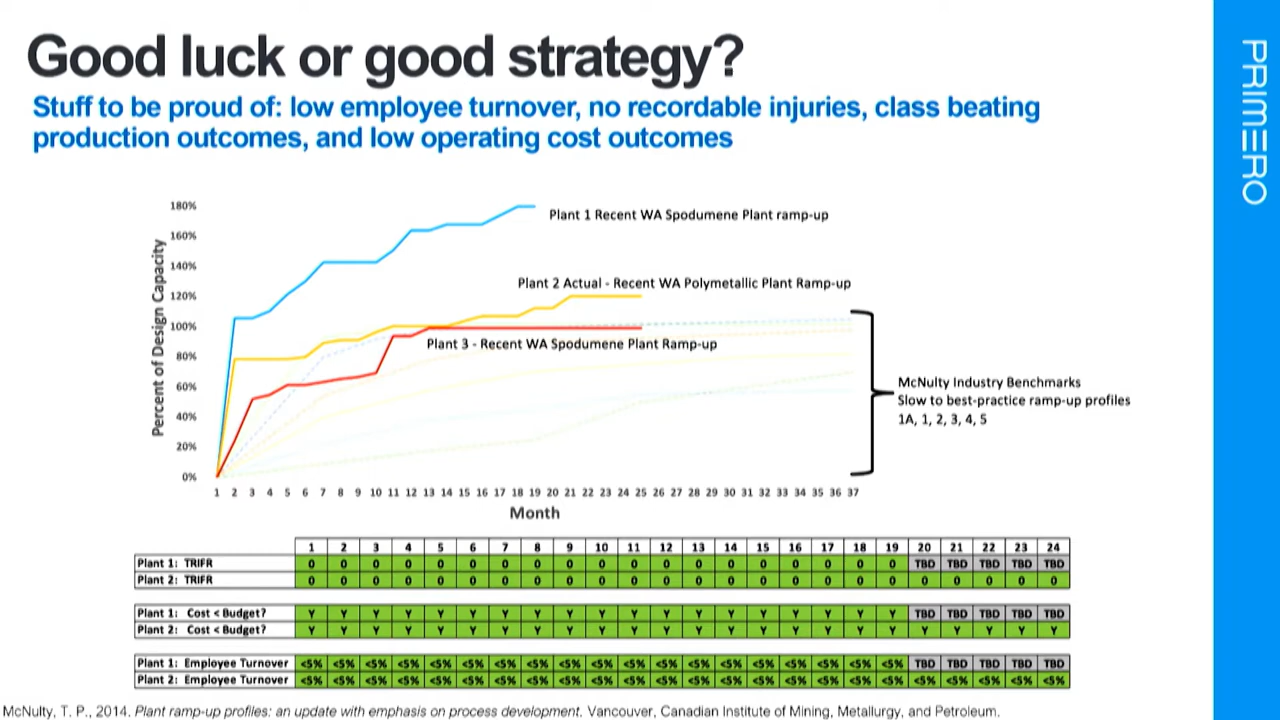 Good luck or good strategy?
Stuff to be proud of: low employee turnover, no recordable injuries, class beating
production outcomes, and low operating cost outcomes
PRIMERO
180%
160%
140%
120%
100%
80%
60%
40%
20%
0%
Percent of Design Capacity
Plant 1 Recent WA Spodumene Plant ramp-up
Plant 2 Actual - Recent WA Polymetallic Plant Ramp-up
Plant 3 - Recent WA Spodumene Plant Ramp-up
McNulty Industry Benchmarks
Slow to best-practice ramp-up profiles
1A, 1, 2, 3, 4, 5
1 2 3 4 5 6 7 8 9 10 11 12 13 14 15 16 17 18 19 20 21 22 23 24 25 26 27 28 29 30 31 32 33 34 35 36 37
Month
1 2 3 4 5 6 7 8 9 10 11 12 13 14 15 16 17 18 19 20 21 22 23 24
Plant 1: TRIFR 0 0 0 0 0 0 0 0 0 0 0 0 0 0 0 0 0 0 0 TBD TBD TBD TBD TBD
Plant 2: TRIFR 0 0 0 0 0 0 0 0 0 0 0 0 0 0 0 0 0 0 0 0 0 0 0 0
Plant 1: Cost < Budget? Y Y Y Y Y Y Y Y Y Y Y Y Y Y Y Y Y Y Y TBD TBD TBD TBD TBD
Plant 2: Cost < Budget? Y Y Y Y Y Y Y Y Y Y Y Y Y Y Y Y Y Y Y Y Y Y Y Y
Plant 1: Employee Turnover <5% <5% <5% <5% <5% <5% <5% <5% <5% <5% <5% <5% <5% <5% <5% <5% <5% <5% <5% TBD TBD TBD TBD TBD
Plant 2: Employee Turnover <5% <5% <5% <5% <5% <5% <5% <5% <5% <5% <5% <5% <5% <5% <5% <5% <5% <5% <5% <5% <5% <5% <5% <5%
McNulty, T. P., 2014. Plant ramp-up profiles: an update with emphasis on process development. Vancouver, Canadian Institute of Mining, Metallurgy, and Petroleum.